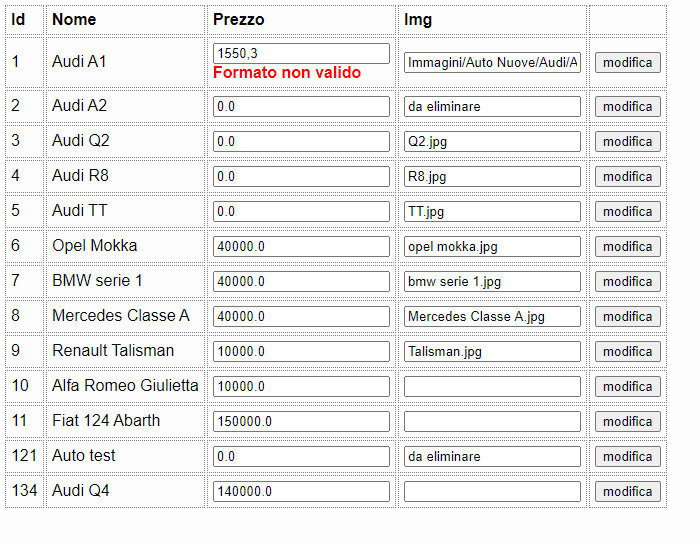 Id Nome Prezzo Img
1 Audi A1 1550,3 Immagini/Auto Nuove/Audi/A modifica
Formato non valido
2 Audi A2 0.0 da eliminare modifica
3 Audi Q2 0.0 Q2.jpg modifica
4 Audi R8 0.0 R8.jpg modifica
5 Audi TT 0.0 TT.jpg modifica
6 Opel Mokka 40000.0 opel mokka.jpg modifica
7 BMW serie 1 40000.0 bmw serie 1.jpg modifica
8 Mercedes Classe A 40000.0 Mercedes Classe A.jpg modifica
9 Renault Talisman 10000.0 Talisman.jpg modifica
10 Alfa Romeo Giulietta 10000.0 modifica
11 Fiat 124 Abarth 150000.0 modifica
121 Auto test 0.0 da eliminare modifica
134 Audi Q4 140000.0 modifica